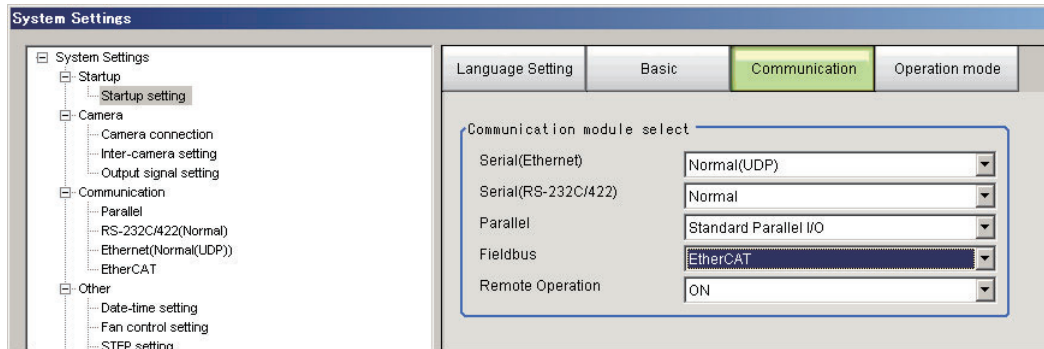 System Settings
System Settings
Startup
Startup setting
Camera
Camera connection
Inter-camera setting
Output signal setting
Communication
Parallel
RS-232C/422(Normal)
Ethernet(Normal(UDP))
EtherCAT
Other
Date-time setting
Fan control setting
STEP setting
Language Setting Basic Communication Operation mode
Communication module select
Serial(Ethernet) Normal(UDP)
Serial(RS-232C/422) Normal
Parallel Standard Parallel I/O
Fieldbus EtherCAT
Remote Operation ON